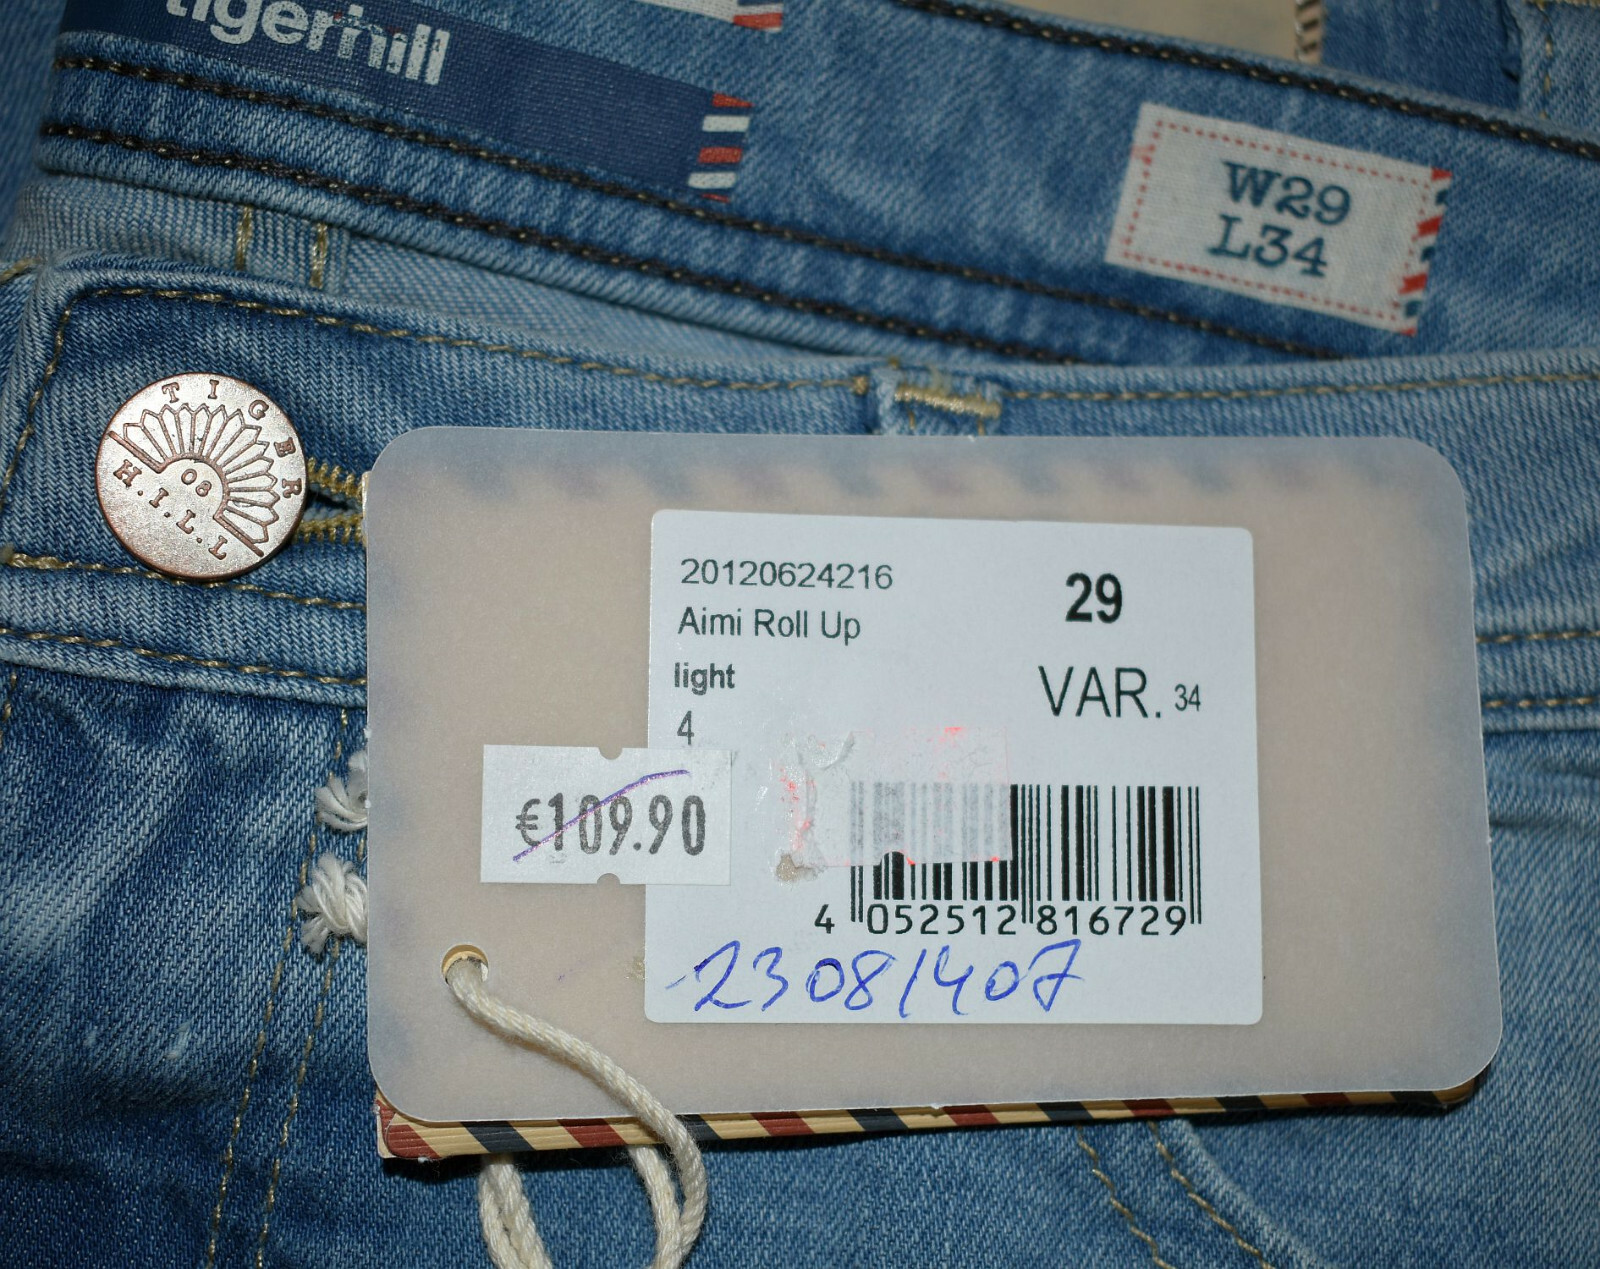 tigerhill
W29
L34
TIGER
H.I.L.L
08
20120624216
29
Aimi Roll Up
light
VAR. 34
4
€109.90
4 052512 816729
23081407